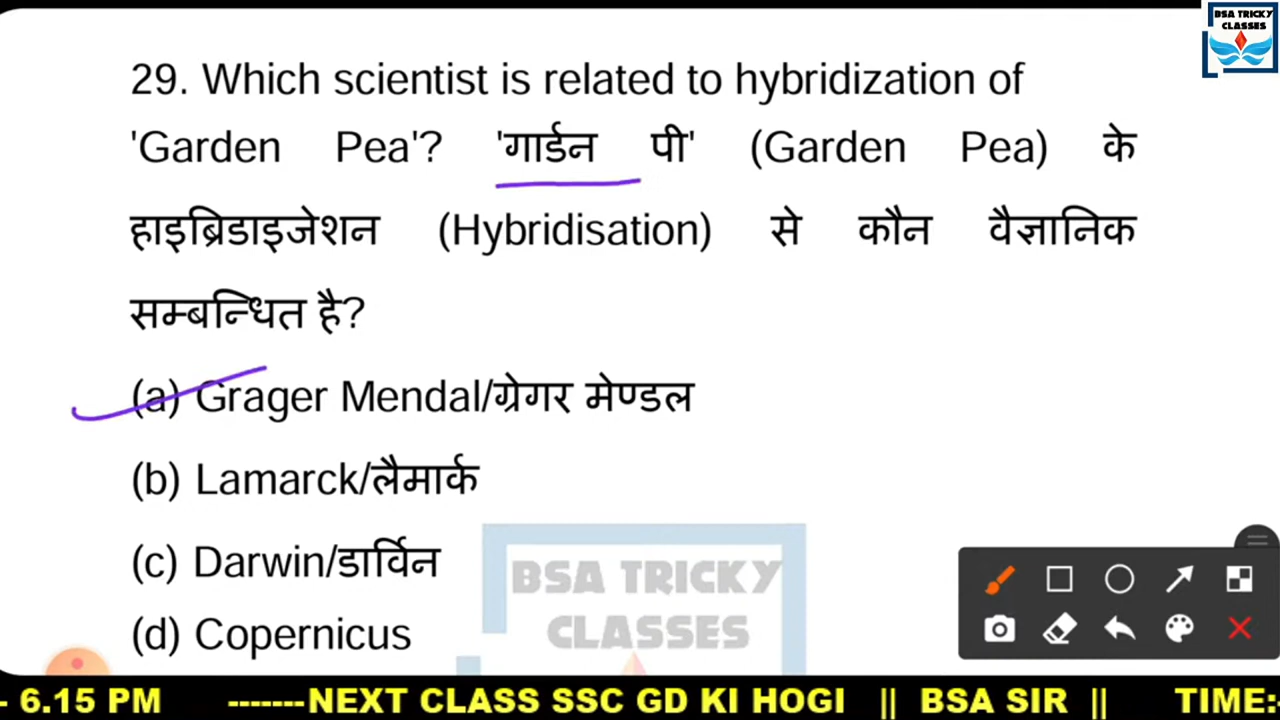 BSA TRICKY
CLASSES
29. Which scientist is related to hybridization of
'Garden Pea'? 'गार्डन पी' (Garden Pea) के
हाइब्रिडाइजेशन (Hybridisation) से कौन वैज्ञानिक
सम्बन्धित है?
(a) Grager Mendal/ग्रेगर मेण्डल
(b) Lamarck/लैमार्क
(c) Darwin/डार्विन
(d) Copernicus
BSA TRICKY
CLASSES
- 6.15 PM -------NEXT CLASS SSC GD KI HOGI || BSA SIR || TIME: